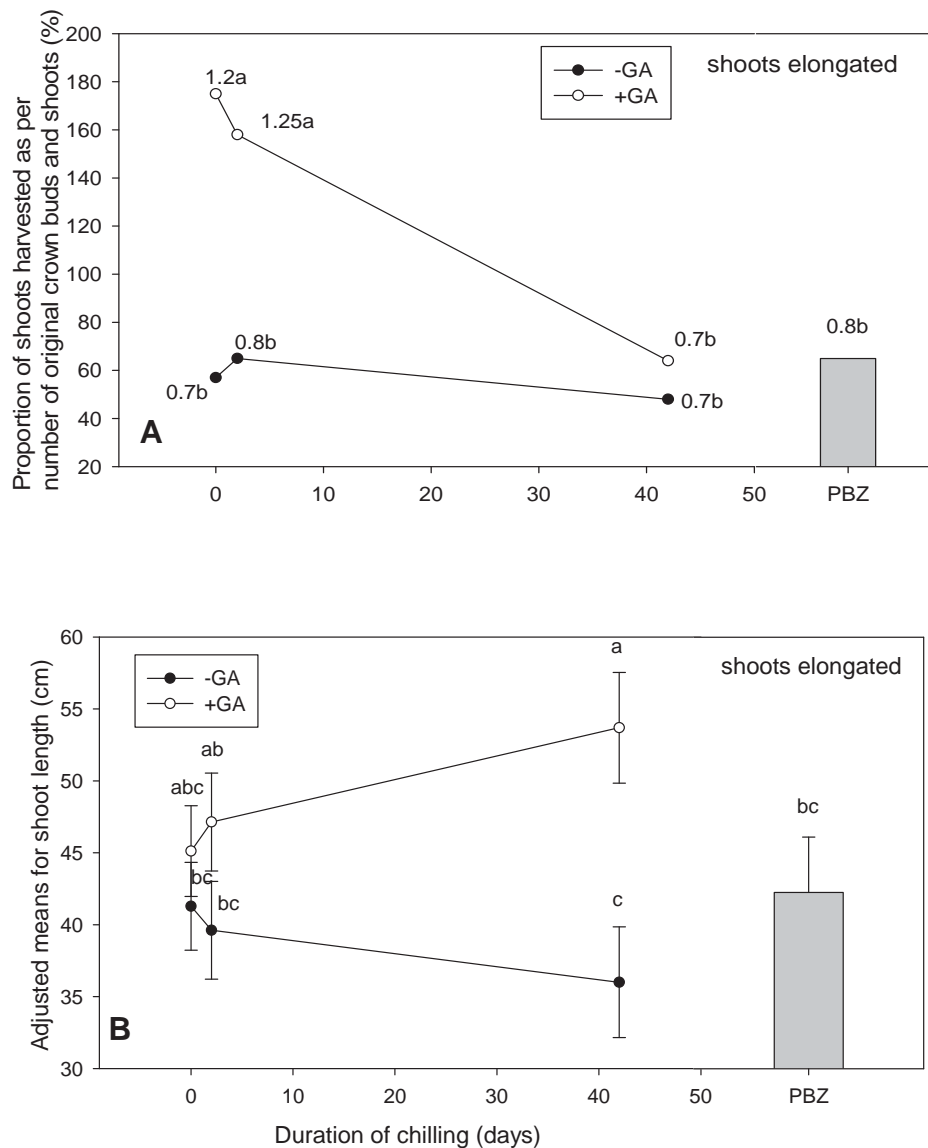 Proportion of shoots harvested as per
number of original crown buds and shoots (%)
200
180
160
140
120
100
80
60
40
20
1.2a
1.25a
0.8b
0.7b
0.7b
0.7b
0.8b
-GA
+GA
shoots elongated
A
0
10
20
30
40
50
PBZ
Adjusted means for shoot length (cm)
60
55
50
45
40
35
30
-GA
+GA
shoots elongated
abc
ab
a
bc
bc
c
bc
B
0
10
20
30
40
50
PBZ
Duration of chilling (days)